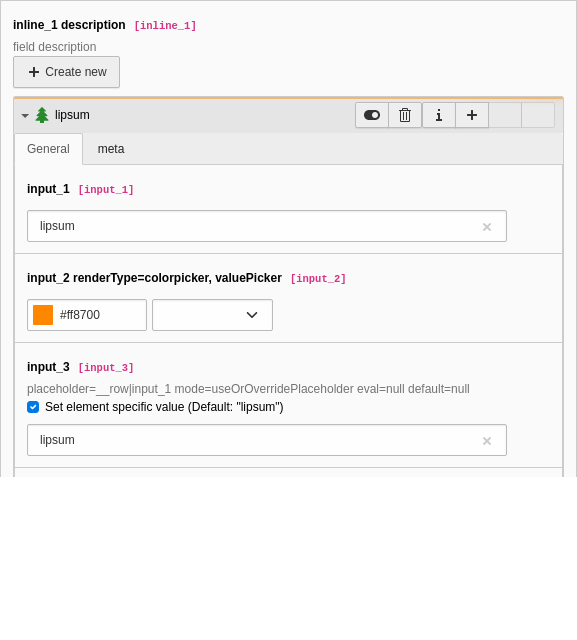 inline_1 description [inline_1]
field description
Create new
lipsum
General meta
input_1 [input_1]
lipsum
input_2 renderType=colorpicker, valuePicker [input_2]
#ff8700
input_3 [input_3]
placeholder=__row|input_1 mode=useOrOverridePlaceholder eval=null default=null
Set element specific value (Default: "lipsum")
lipsum